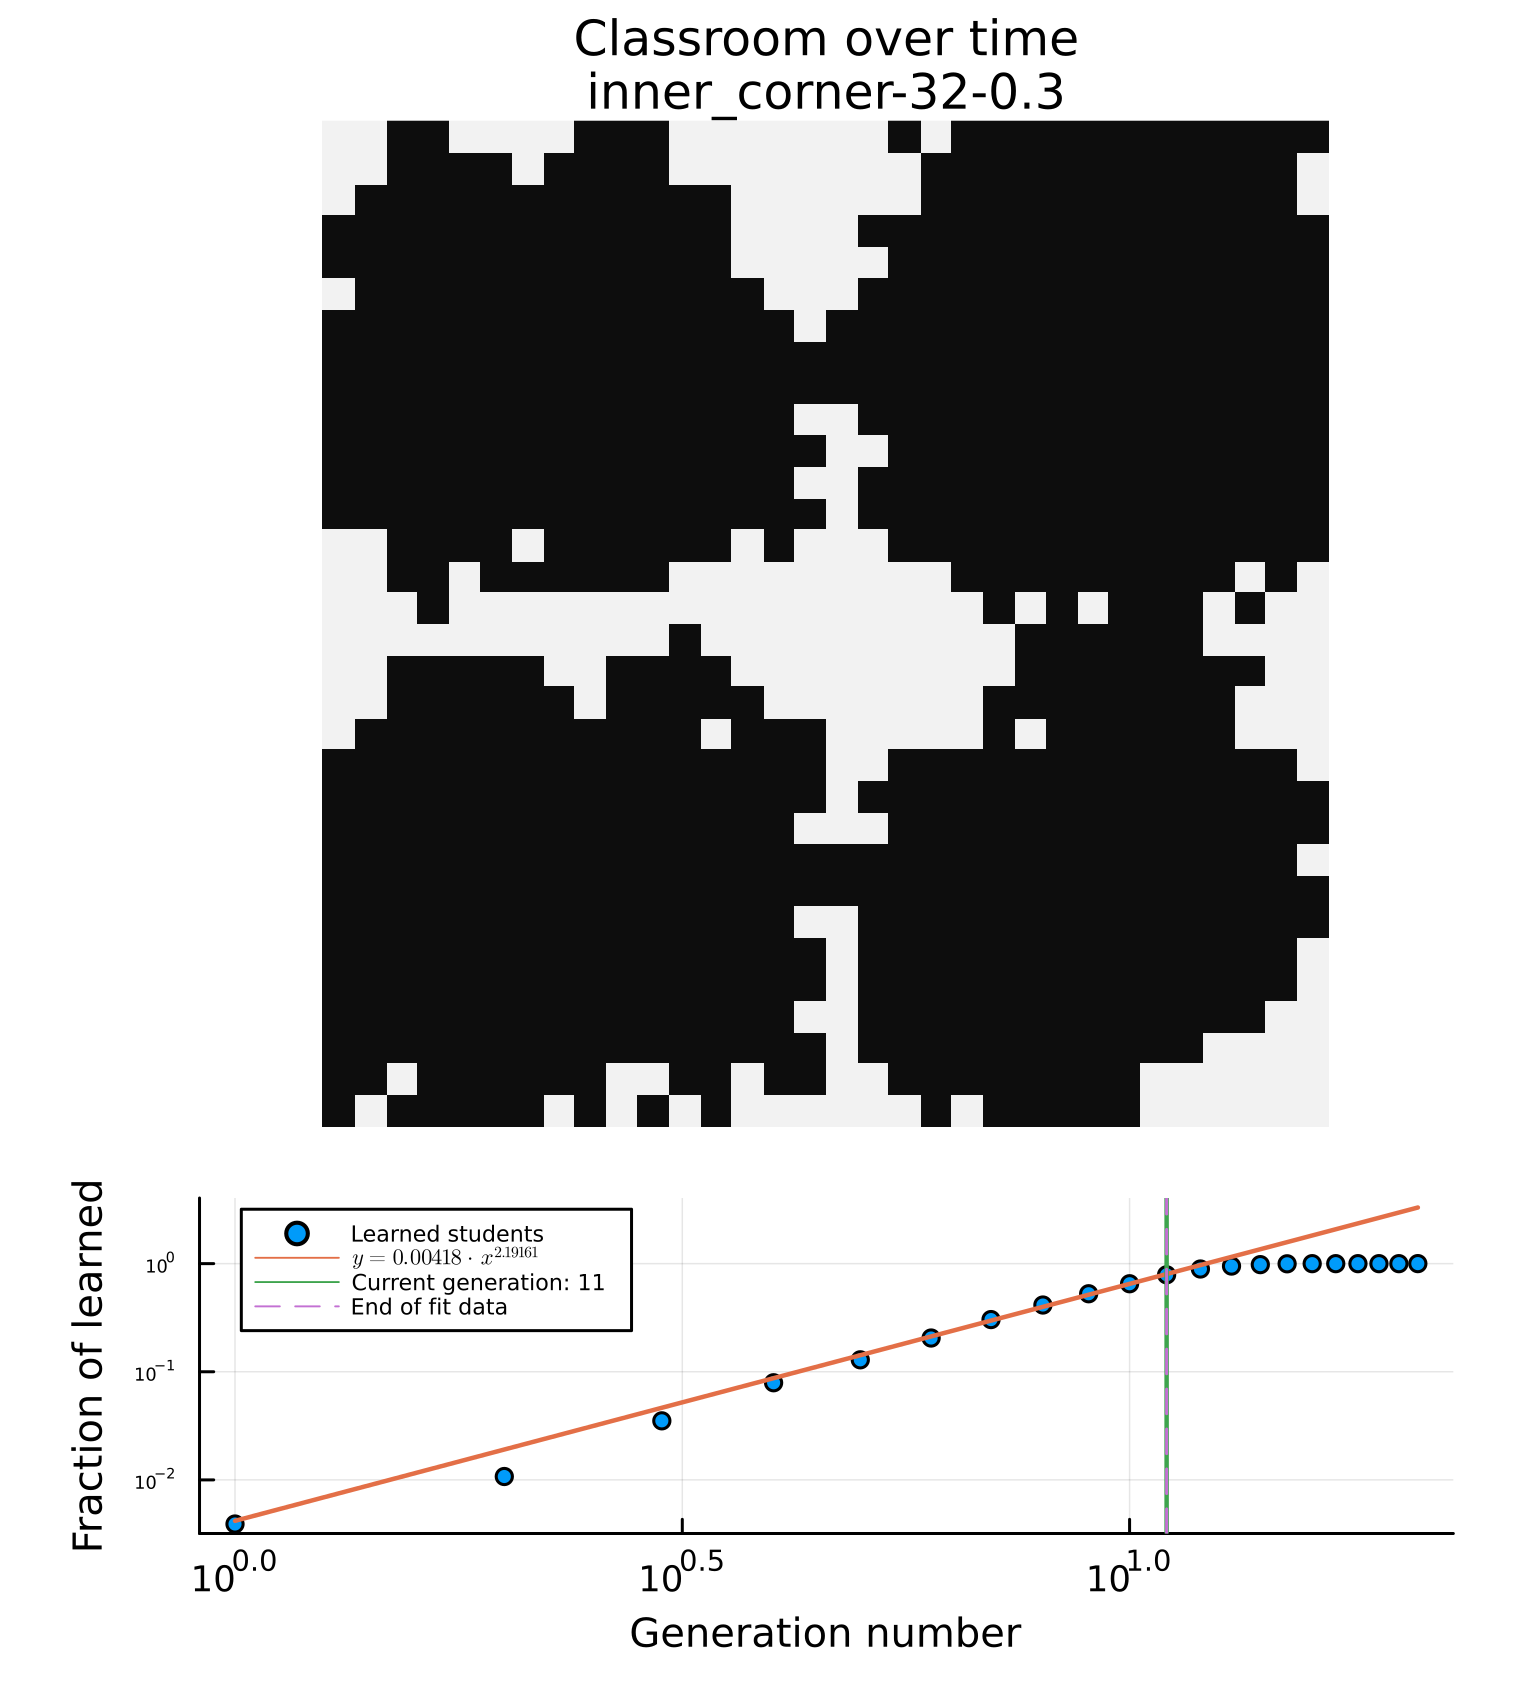 Classroom over time
inner_corner-32-0.3
Fraction of learned
10^0
10^-1
10^-2
Learned students
y = 0.00418 · x^2.19161
Current generation: 11
End of fit data
10^0.0
10^0.5
10^1.0
Generation number